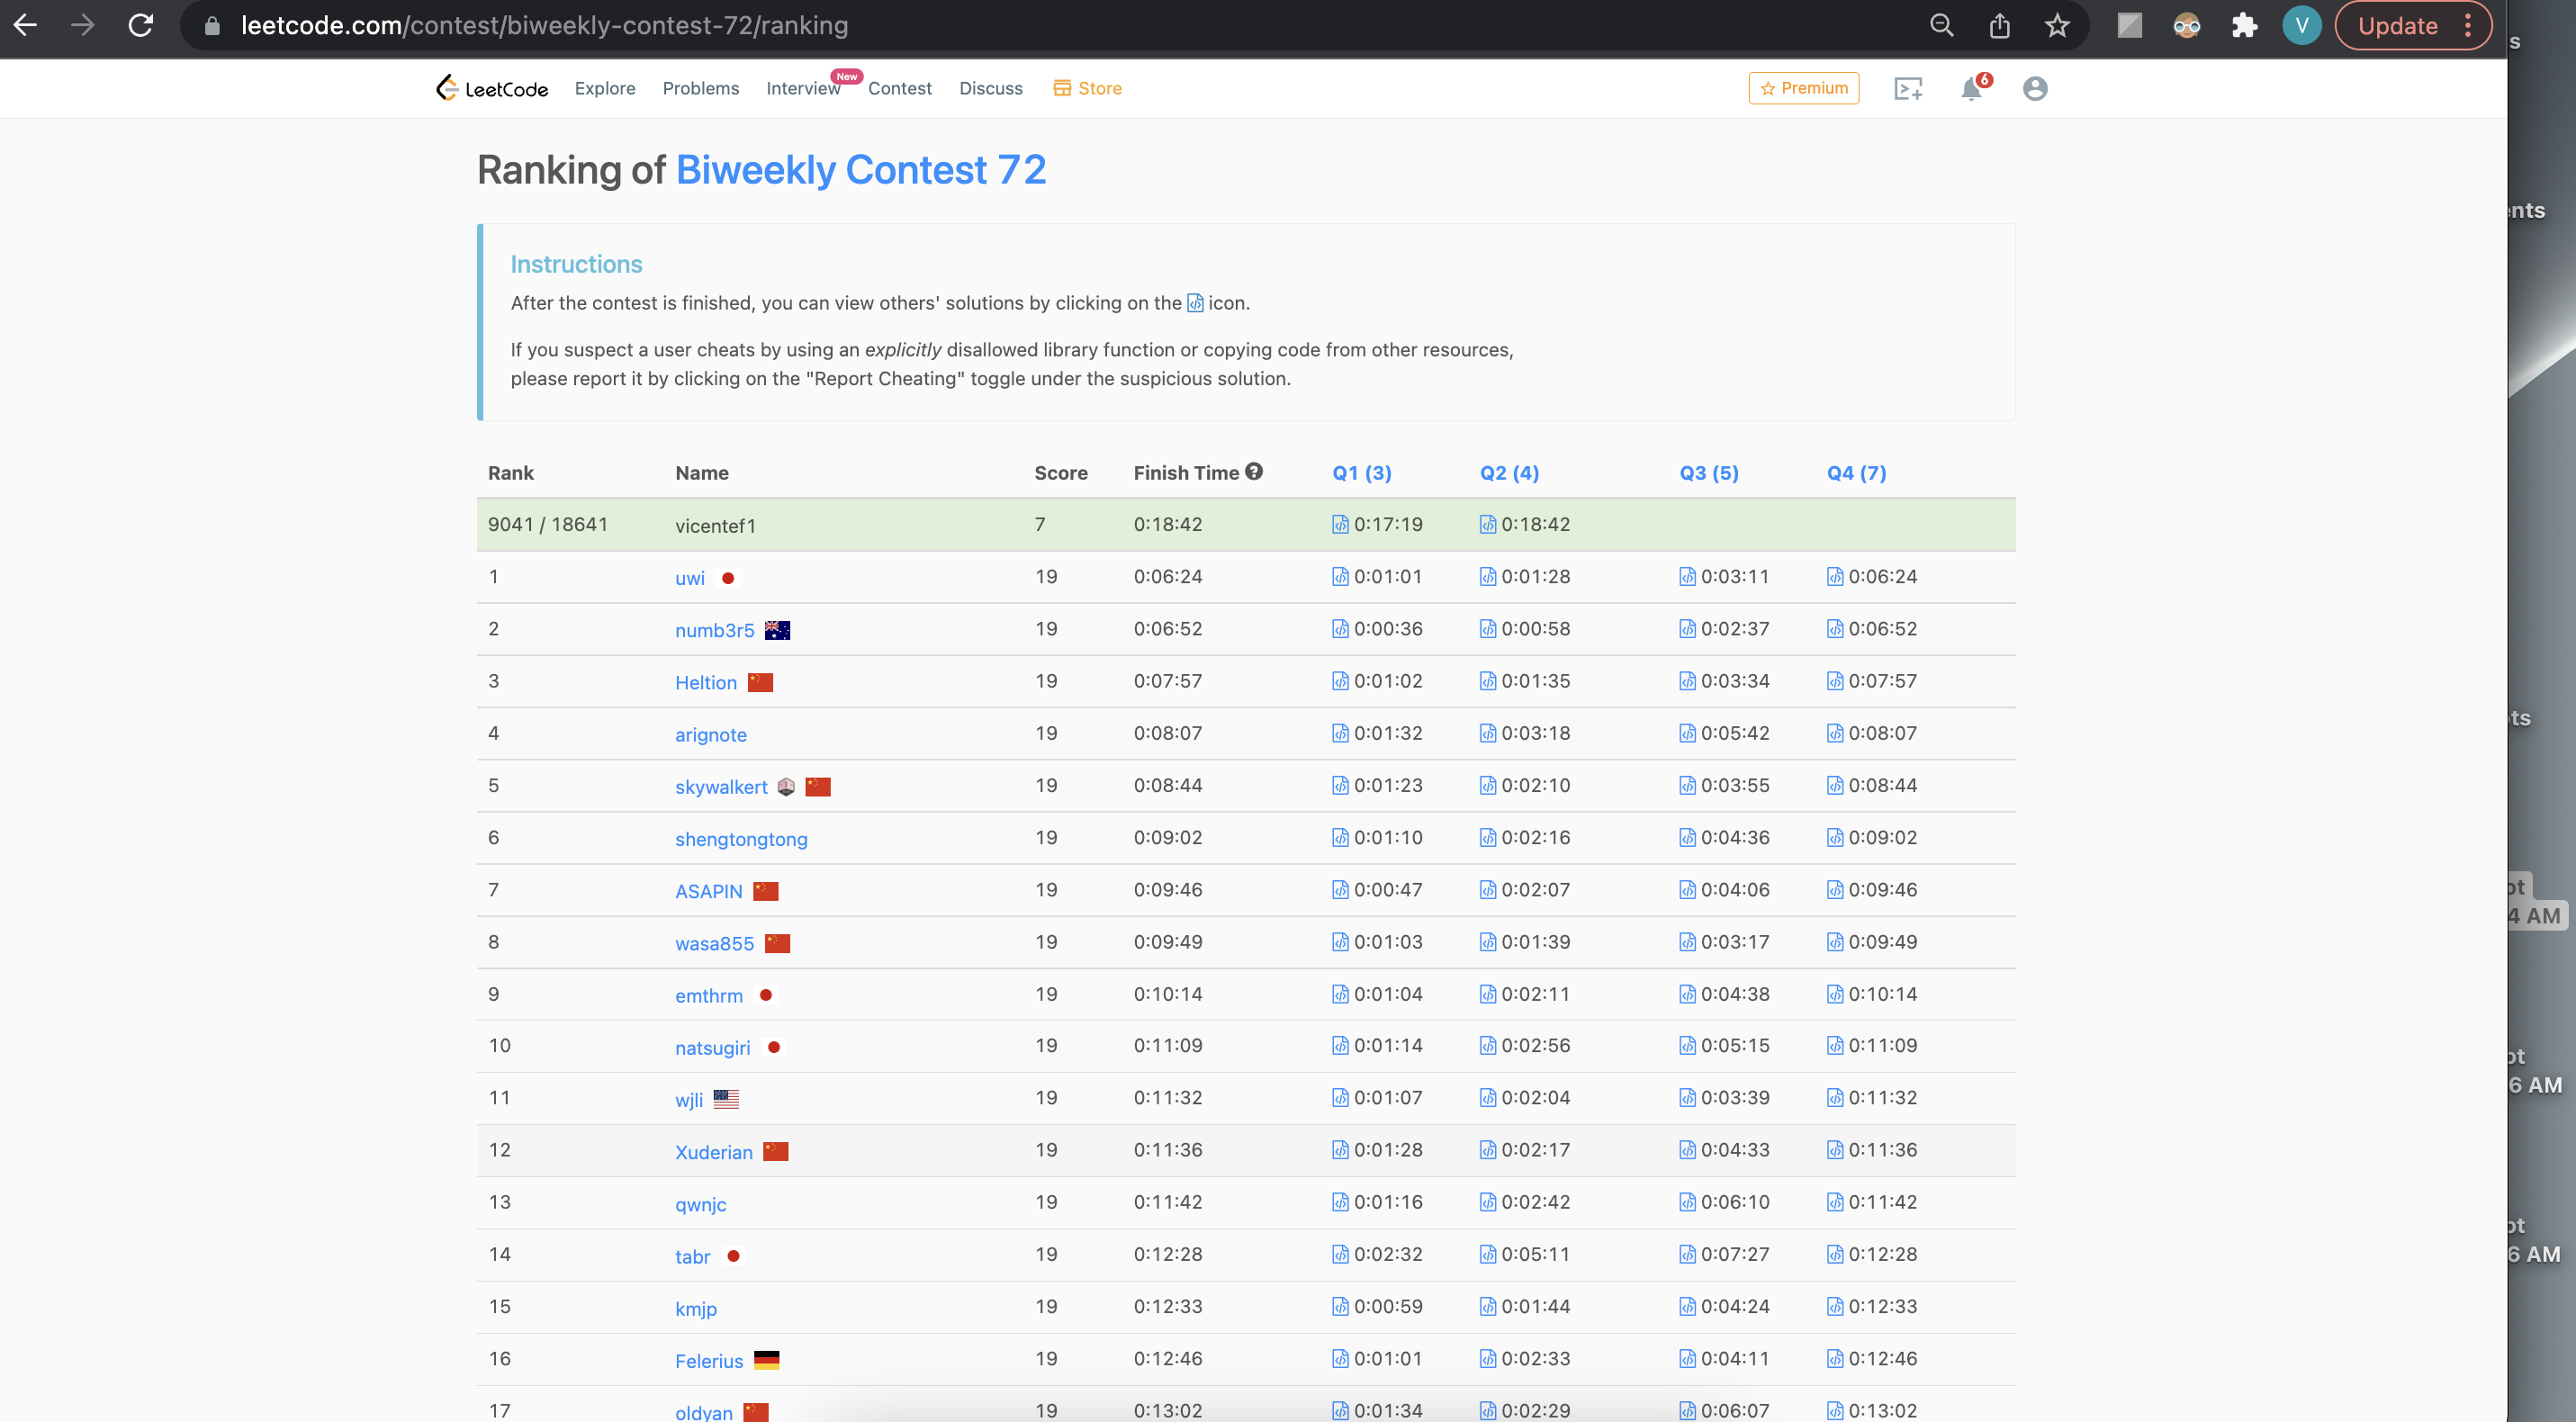 leetcode.com/contest/biweekly-contest-72/ranking V Update
LeetCode Explore Problems Interview New Contest Discuss Store Premium 6
Ranking of Biweekly Contest 72
Instructions
After the contest is finished, you can view others' solutions by clicking on the icon.
If you suspect a user cheats by using an explicitly disallowed library function or copying code from other resources,
please report it by clicking on the "Report Cheating" toggle under the suspicious solution.
Rank Name Score Finish Time Q1 (3) Q2 (4) Q3 (5) Q4 (7)
9041 / 18641 vicentef1 7 0:18:42 0:17:19 0:18:42
1 uwi 19 0:06:24 0:01:01 0:01:28 0:03:11 0:06:24
2 numb3r5 19 0:06:52 0:00:36 0:00:58 0:02:37 0:06:52
3 Heltion 19 0:07:57 0:01:02 0:01:35 0:03:34 0:07:57
4 arignote 19 0:08:07 0:01:32 0:03:18 0:05:42 0:08:07
5 skywalkert 19 0:08:44 0:01:23 0:02:10 0:03:55 0:08:44
6 shengtongtong 19 0:09:02 0:01:10 0:02:16 0:04:36 0:09:02
7 ASAPIN 19 0:09:46 0:00:47 0:02:07 0:04:06 0:09:46
8 wasa855 19 0:09:49 0:01:03 0:01:39 0:03:17 0:09:49
9 emthrm 19 0:10:14 0:01:04 0:02:11 0:04:38 0:10:14
10 natsugiri 19 0:11:09 0:01:14 0:02:56 0:05:15 0:11:09
11 wjli 19 0:11:32 0:01:07 0:02:04 0:03:39 0:11:32
12 Xuderian 19 0:11:36 0:01:28 0:02:17 0:04:33 0:11:36
13 qwnjc 19 0:11:42 0:01:16 0:02:42 0:06:10 0:11:42
14 tabr 19 0:12:28 0:02:32 0:05:11 0:07:27 0:12:28
15 kmjp 19 0:12:33 0:00:59 0:01:44 0:04:24 0:12:33
16 Felerius 19 0:12:46 0:01:01 0:02:33 0:04:11 0:12:46
17 oldyan 19 0:13:02 0:01:34 0:02:29 0:06:07 0:13:02
4 AM
6 AM
6 AM